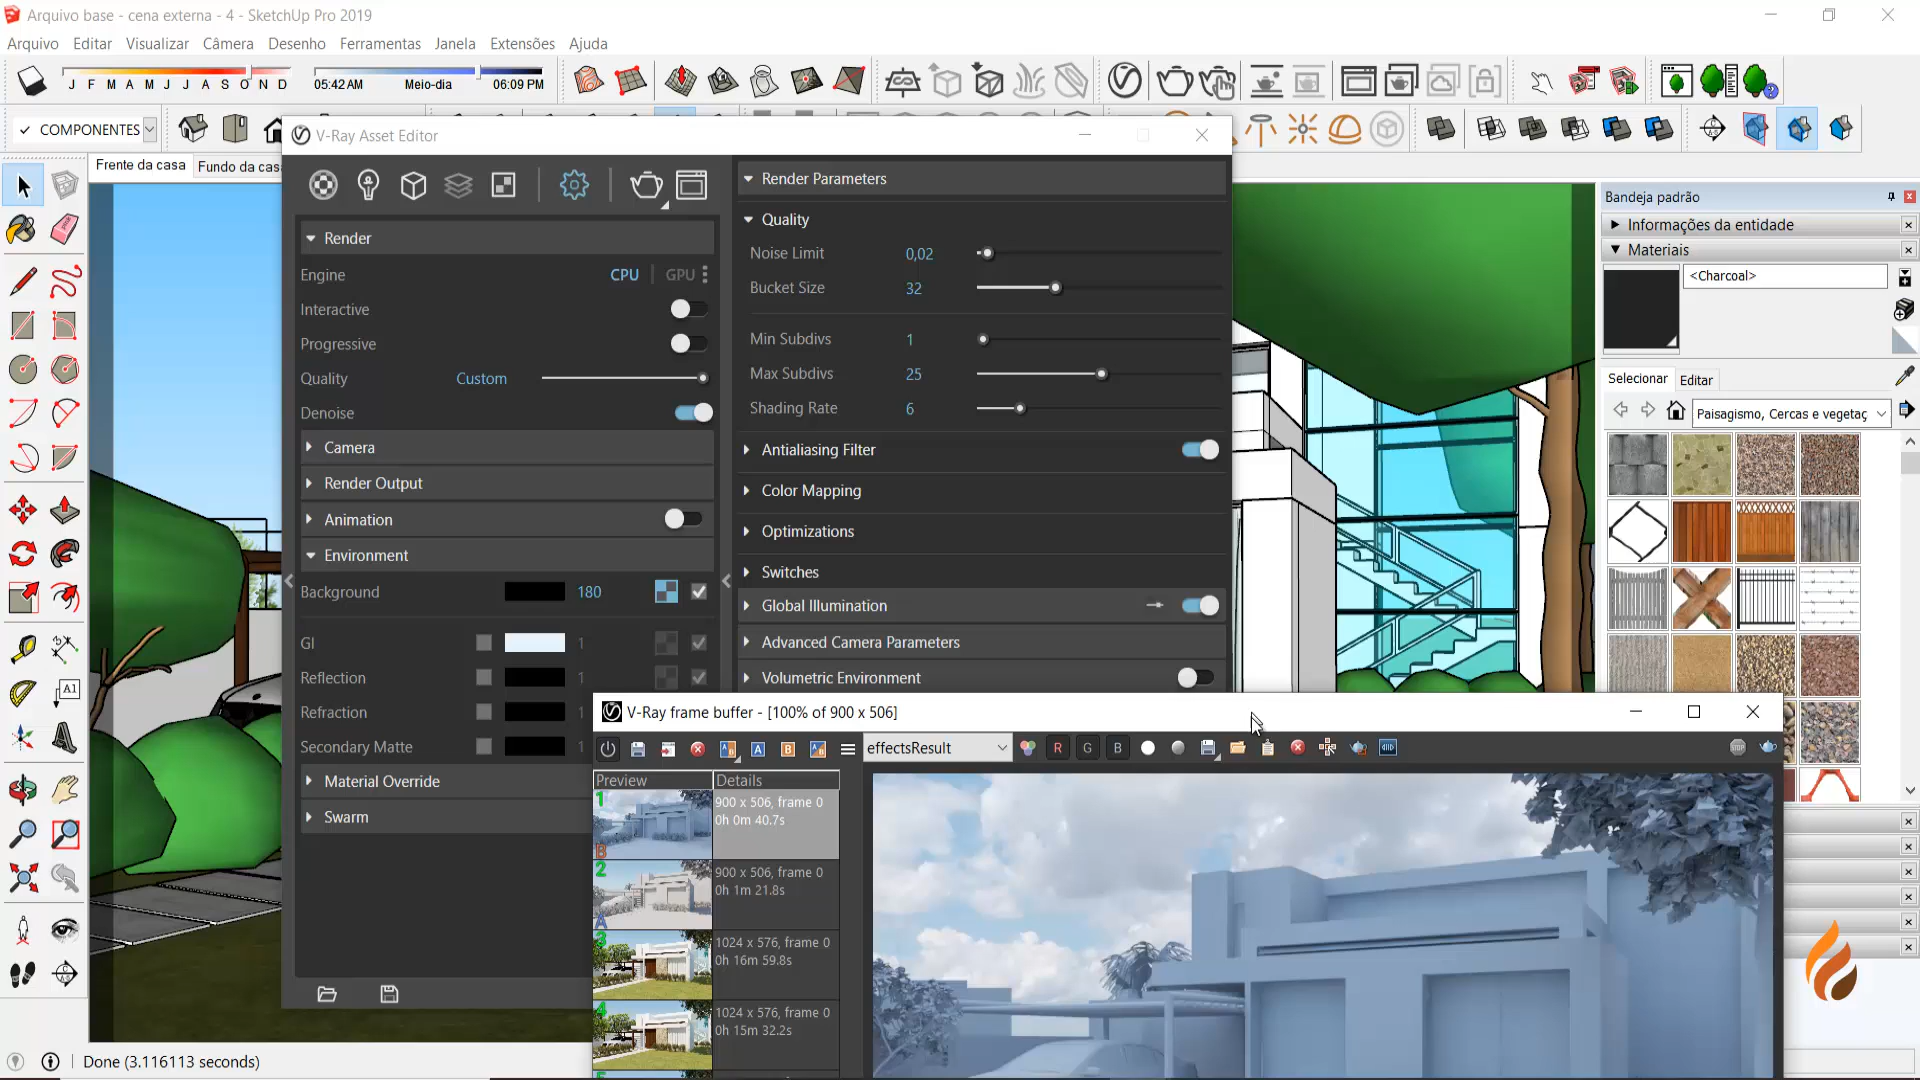 Arquivo base - cena externa - 4 - SketchUp Pro 2019
Arquivo Editar Visualizar Câmera Desenho Ferramentas Janela Extensões Ajuda
J F M A M J J A S O N D 05:42 AM Meio-dia 06:09 PM
COMPONENTES
V-Ray Asset Editor
Frente da casa Fundo da cas
Render
Engine CPU GPU
Interactive
Progressive
Quality Custom
Denoise
Camera
Render Output
Animation
Environment
Background 180
GI 1
Reflection 1
Refraction 1
Secondary Matte 1
Material Override
Swarm
Render Parameters
Quality
Noise Limit 0,02
Bucket Size 32
Min Subdivs 1
Max Subdivs 25
Shading Rate 6
Antialiasing Filter
Color Mapping
Optimizations
Switches
Global Illumination
Advanced Camera Parameters
Volumetric Environment
V-Ray frame buffer - [100% of 900 x 506]
effectsResult R G B
Preview Details
1
900 x 506, frame 0
0h 0m 40.7s
B
2
900 x 506, frame 0
0h 1m 21.8s
A
3
1024 x 576, frame 0
0h 16m 59.8s
4
1024 x 576, frame 0
0h 15m 32.2s
Bandeja padrão
Informações da entidade
Materiais
<Charcoal>
Selecionar Editar
Paisagismo, Cercas e vegetaç
Done (3.116113 seconds)